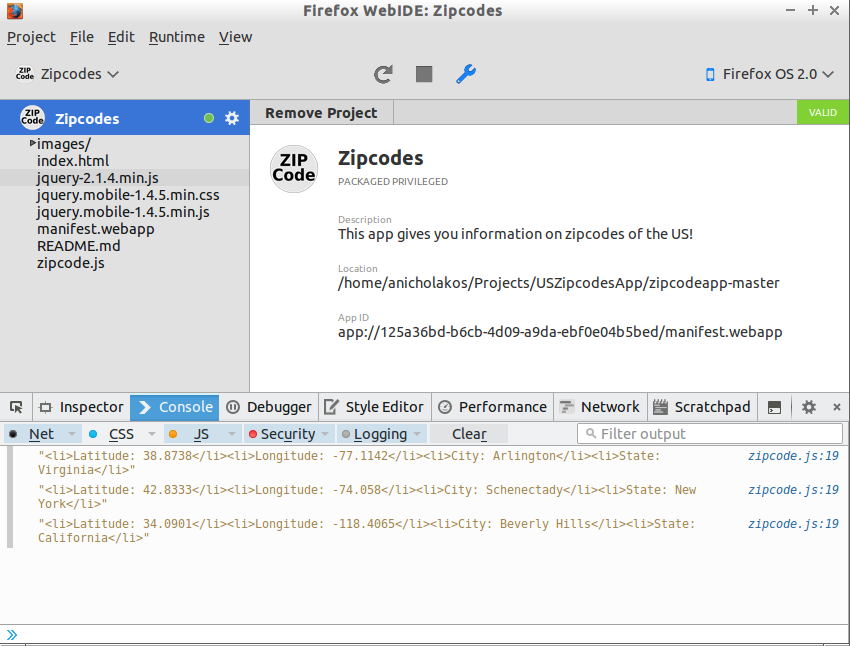 Firefox WebIDE: Zipcodes
Project File Edit Runtime View
ZIP
Code
Zipcodes
Firefox OS 2.0
ZIP
Code
Zipcodes
images/
index.html
jquery-2.1.4.min.js
jquery.mobile-1.4.5.min.css
jquery.mobile-1.4.5.min.js
manifest.webapp
README.md
zipcode.js
Remove Project
VALID
ZIP
Code
Zipcodes
PACKAGED PRIVILEGED
Description
This app gives you information on zipcodes of the US!
Location
/home/anicholakos/Projects/USZipcodesApp/zipcodeapp-master
App ID
app://125a36bd-b6cb-4d09-a9da-ebf0e04b5bed/manifest.webapp
Inspector Console Debugger Style Editor Performance Network Scratchpad
Net CSS JS Security Logging Clear Filter output
"<li>Latitude: 38.8738</li><li>Longitude: -77.1142</li><li>City: Arlington</li><li>State: zipcode.js:19
Virginia</li>"
"<li>Latitude: 42.8333</li><li>Longitude: -74.058</li><li>City: Schenectady</li><li>State: New zipcode.js:19
York</li>"
"<li>Latitude: 34.0901</li><li>Longitude: -118.4065</li><li>City: Beverly Hills</li><li>State: zipcode.js:19
California</li>"